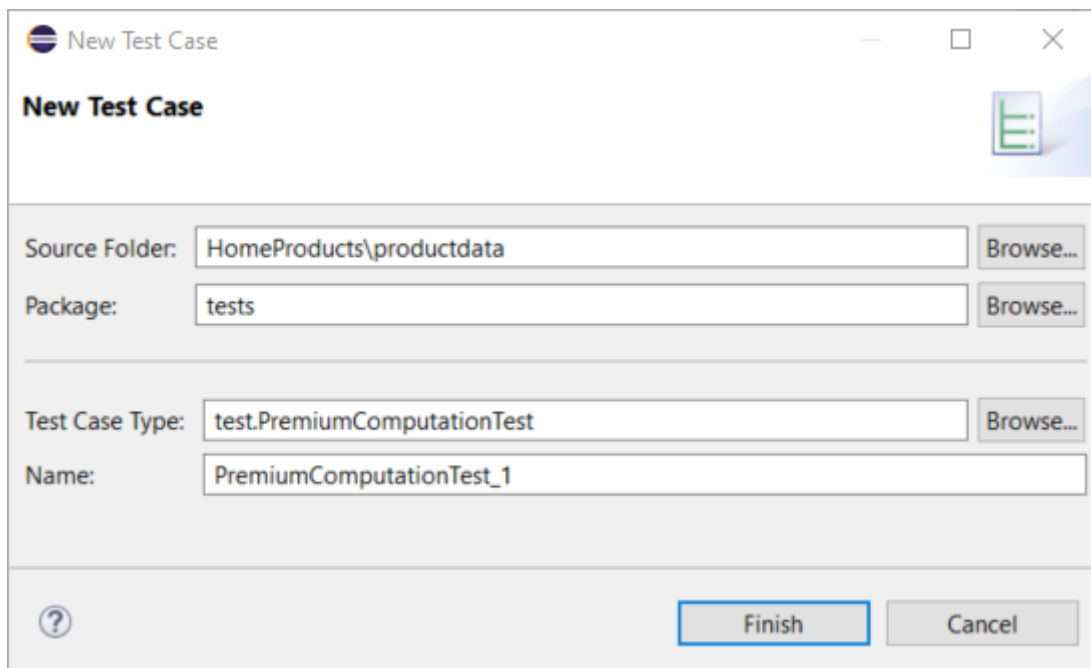 New Test Case
New Test Case
Source Folder: HomeProducts\productdata Browse...
Package: tests Browse...
Test Case Type: test.PremiumComputationTest Browse...
Name: PremiumComputationTest_1
? Finish Cancel